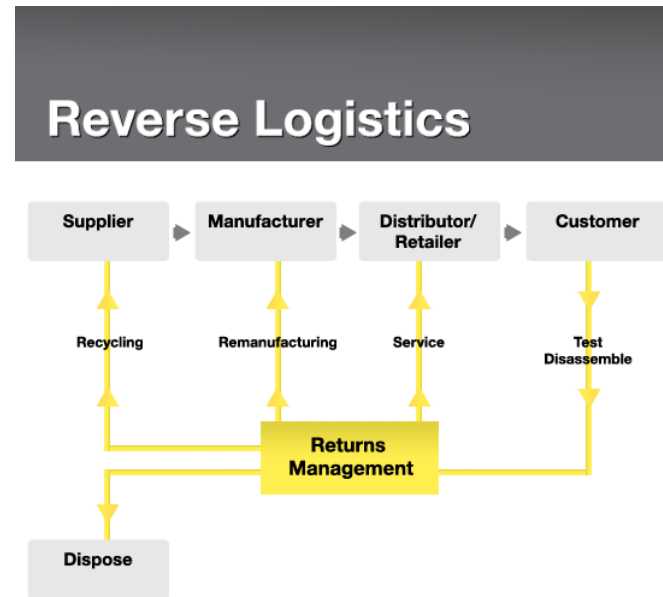 Reverse Logistics
Supplier
Manufacturer
Distributor/
Retailer
Customer
Recycling
Remanufacturing
Service
Test
Disassemble
Returns
Management
Dispose